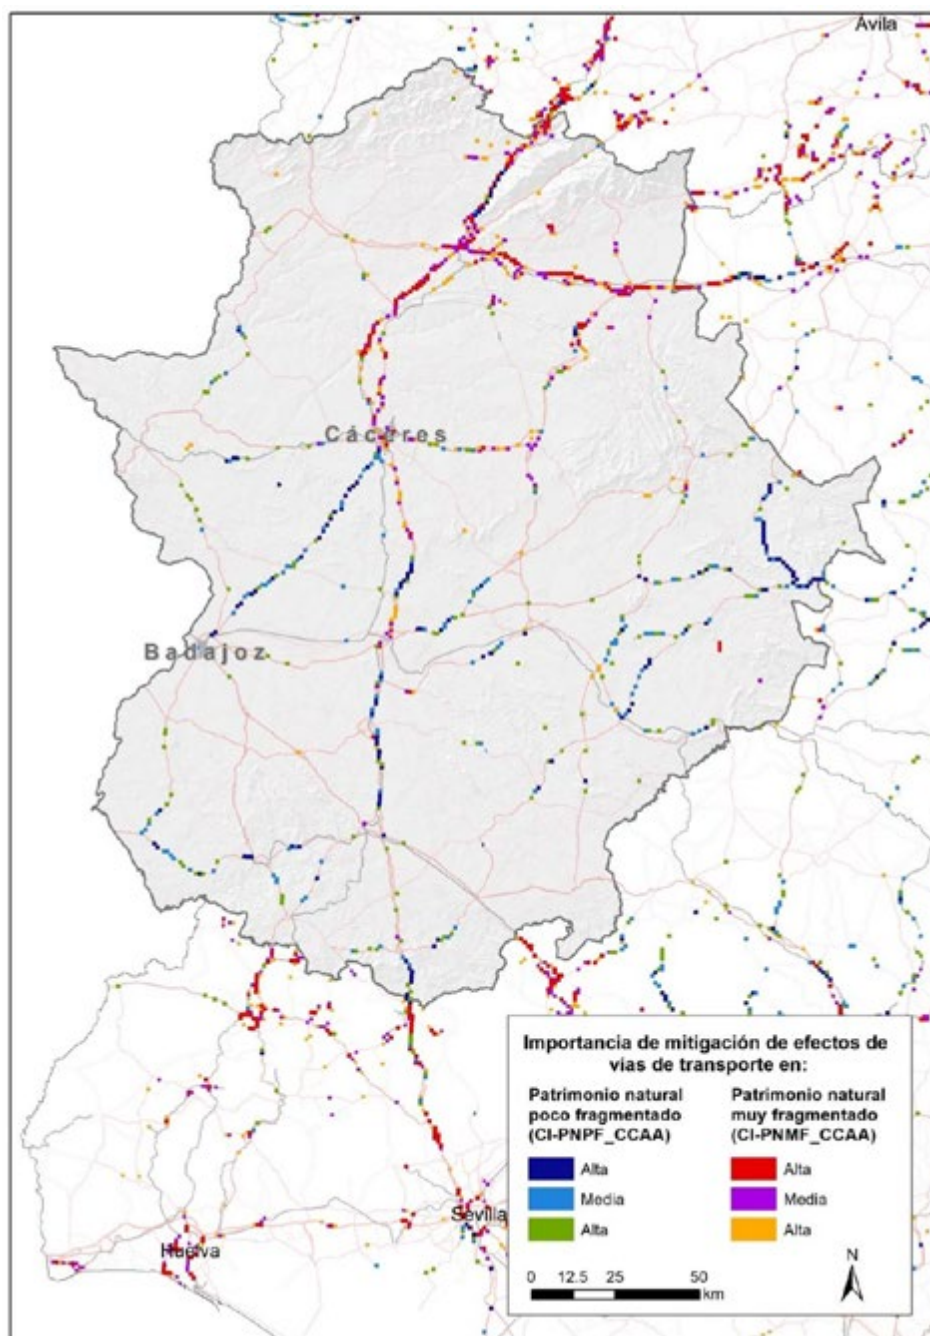 Ávila
Cáceres
Badajoz
Importancia de mitigación de efectos de
vías de transporte en:
Patrimonio natural
poco fragmentado
(CI-PNPF_CCAA)
Alta
Media
Alta
Patrimonio natural
muy fragmentado
(CI-PNMF_CCAA)
Alta
Media
Alta
Sevilla
Huelva
N
0 12.5 25 50
km